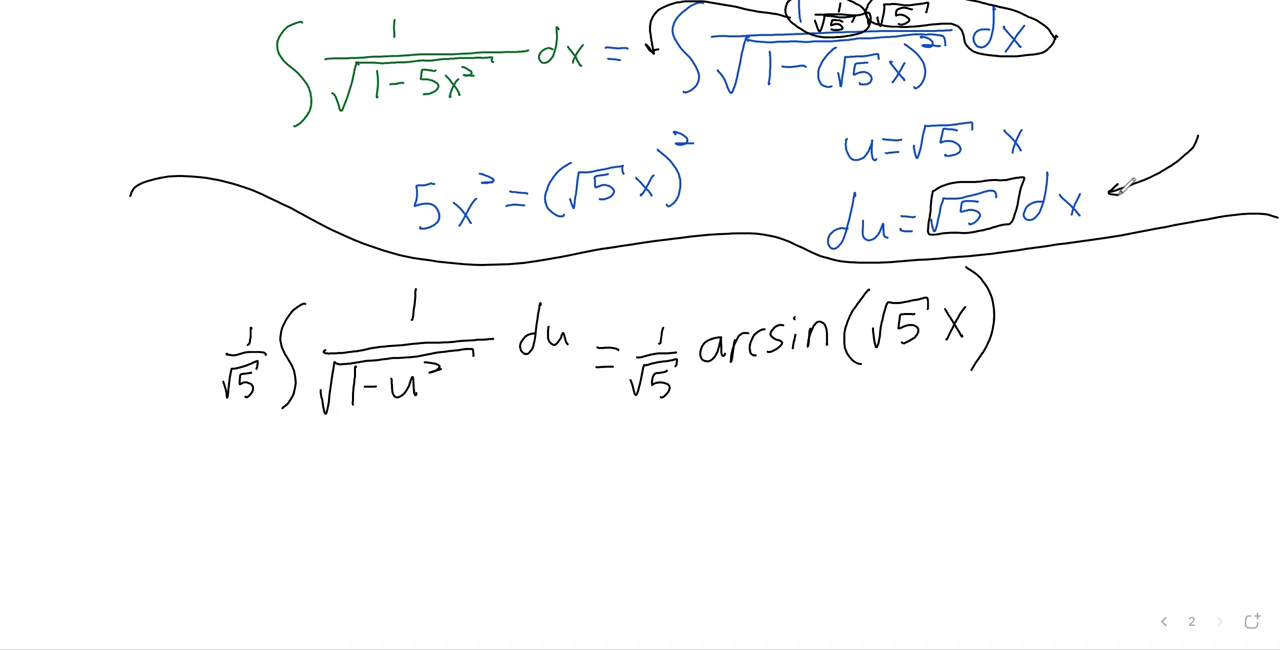 ∫ 1/√(1-5x²) dx = ∫ 1 1/√5 √5 / √(1-(√5 x)²) dx
u=√5 x
5x²=(√5 x)²
du=√5 dx
1/√5 ∫ 1/√(1-u²) du = 1/√5 arcsin(√5 x)
2